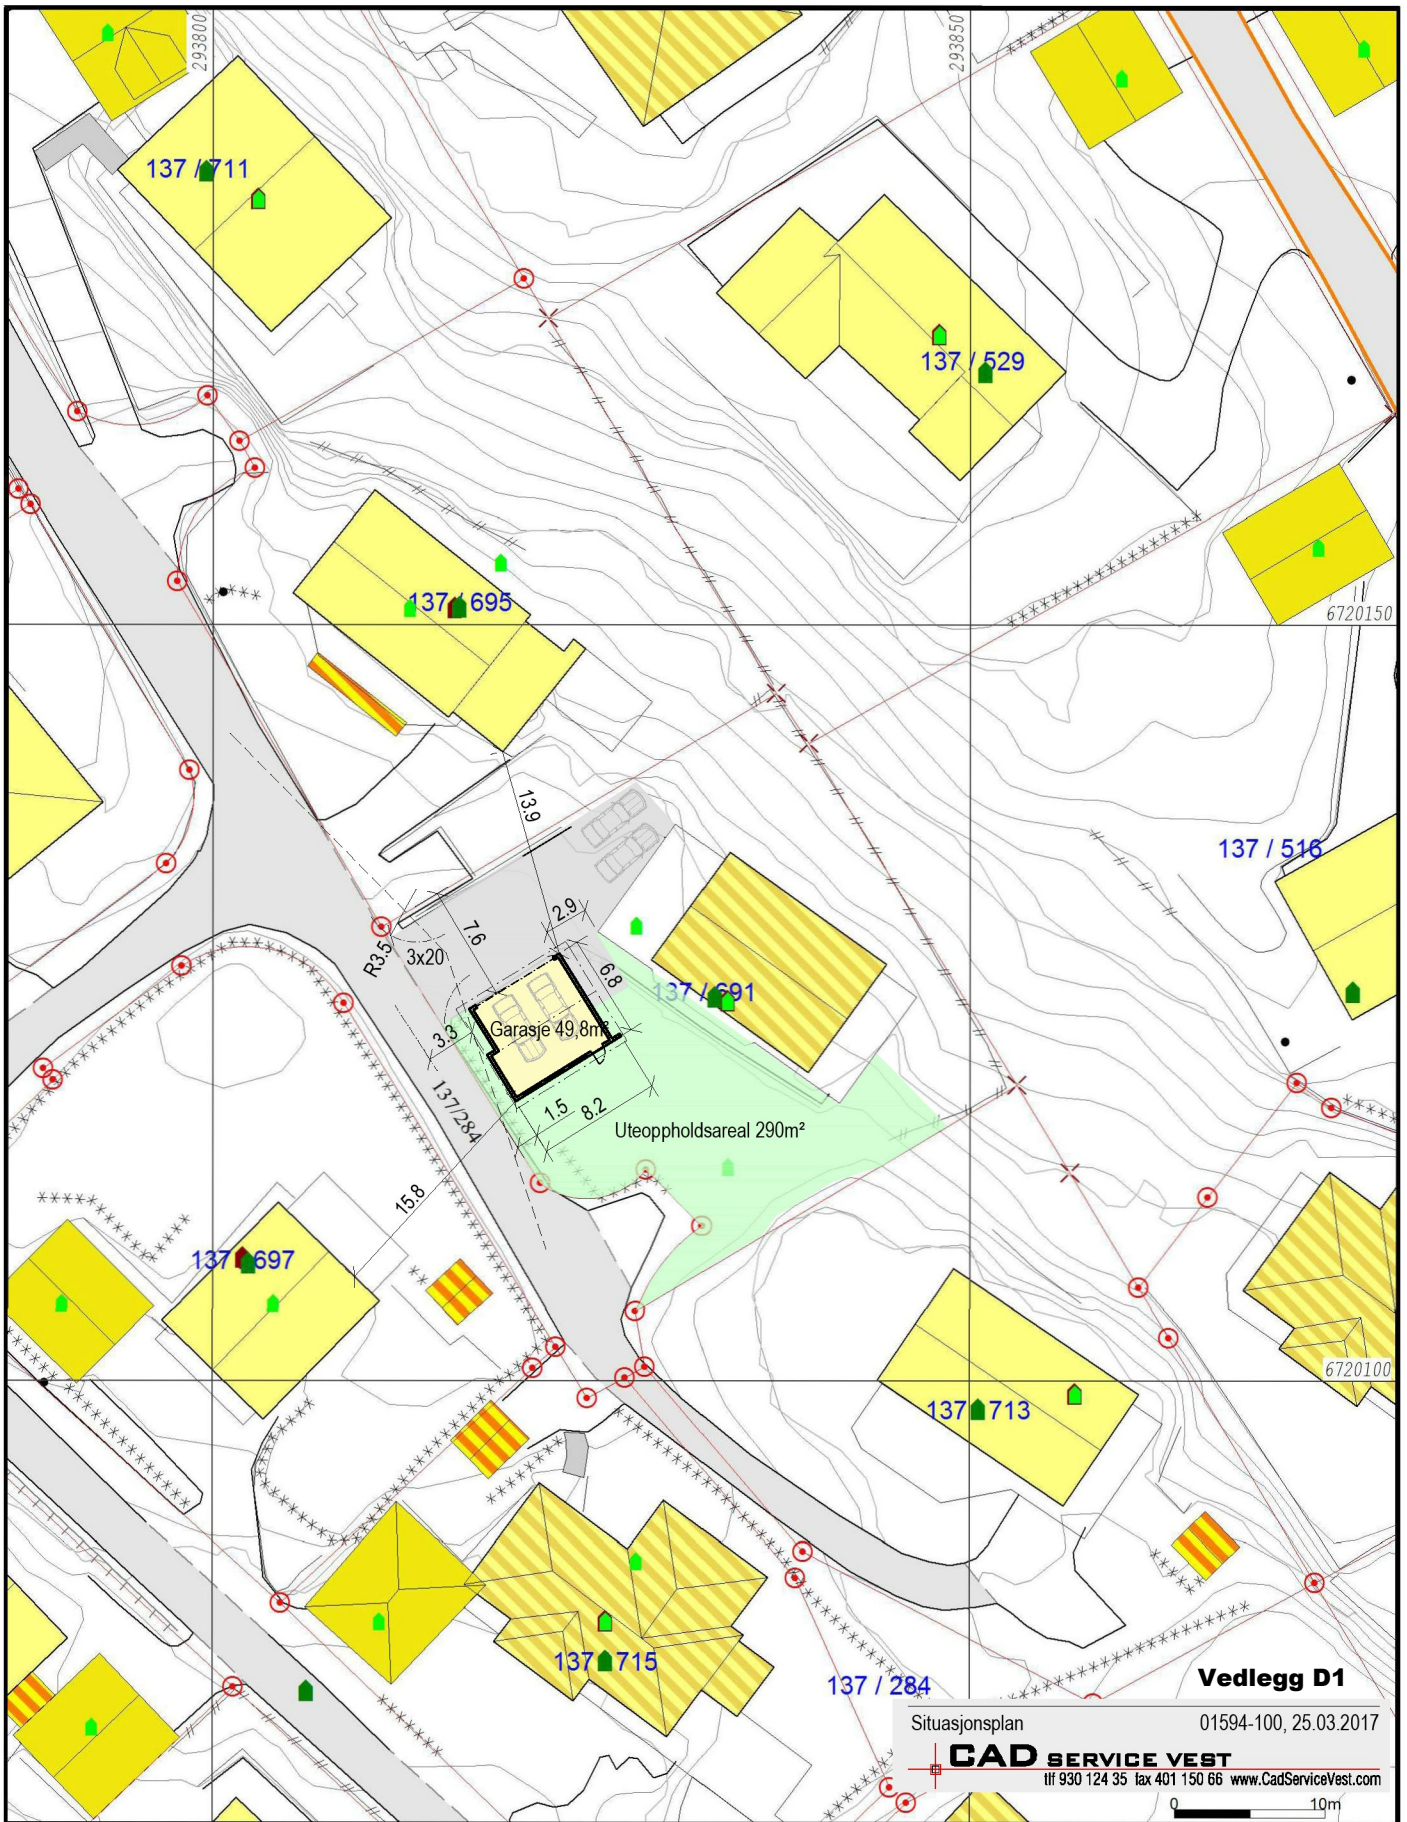 293800
293850
137 / 711
137 / 529
137 / 695
6720150
13.9
137 / 516
2.9
7.6
R3.5
3x20
6.8
137 / 691
Garasje 49,8m²
3.3
137/284
1.5
8.2
Uteoppholdsareal 290m²
15.8
137 697
6720100
137 713
137 715
137 / 284
Vedlegg D1
Situasjonsplan 01594-100, 25.03.2017
CAD SERVICE VEST
tlf 930 124 35 fax 401 150 66 www.CadServiceVest.com
0 10m